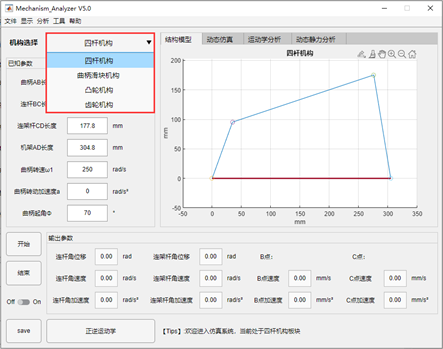 Mechanism_Analyzer V5.0
文件 显示 分析 工具 帮助
机构选择 四杆机构
四杆机构
曲柄滑块机构
凸轮机构
齿轮机构
已知参数
曲柄AB长
连杆BC长
连架杆CD长度 177.8 mm
机架AD长度 304.8 mm
曲柄转速ω1 250 rad/s
曲柄转动加速度a 0 rad/s²
曲柄起角Φ 70 °
结构模型 动态仿真 运动学分析 动态静力分析
四杆机构
200
150
100
50
0
-50
-50 0 50 100 150 200 250 300 350
mm
mm
开始
结束
Off On
save
正逆运动学
输出参数
连杆角位移 0.00 rad 连架杆角位移 0.00 rad B点: C点:
连杆角速度 0.00 rad/s 连架杆角速度 0.00 rad/s B点速度 0.00 mm/s C点速度 0.00 mm/s
连杆角加速度 0.00 rad/s² 连架杆角加速度 0.00 rad/s² B点加速度 0.00 mm/s² C点加速度 0.00 mm/s²
【Tips】:欢迎进入仿真系统、当前处于四杆机构板块